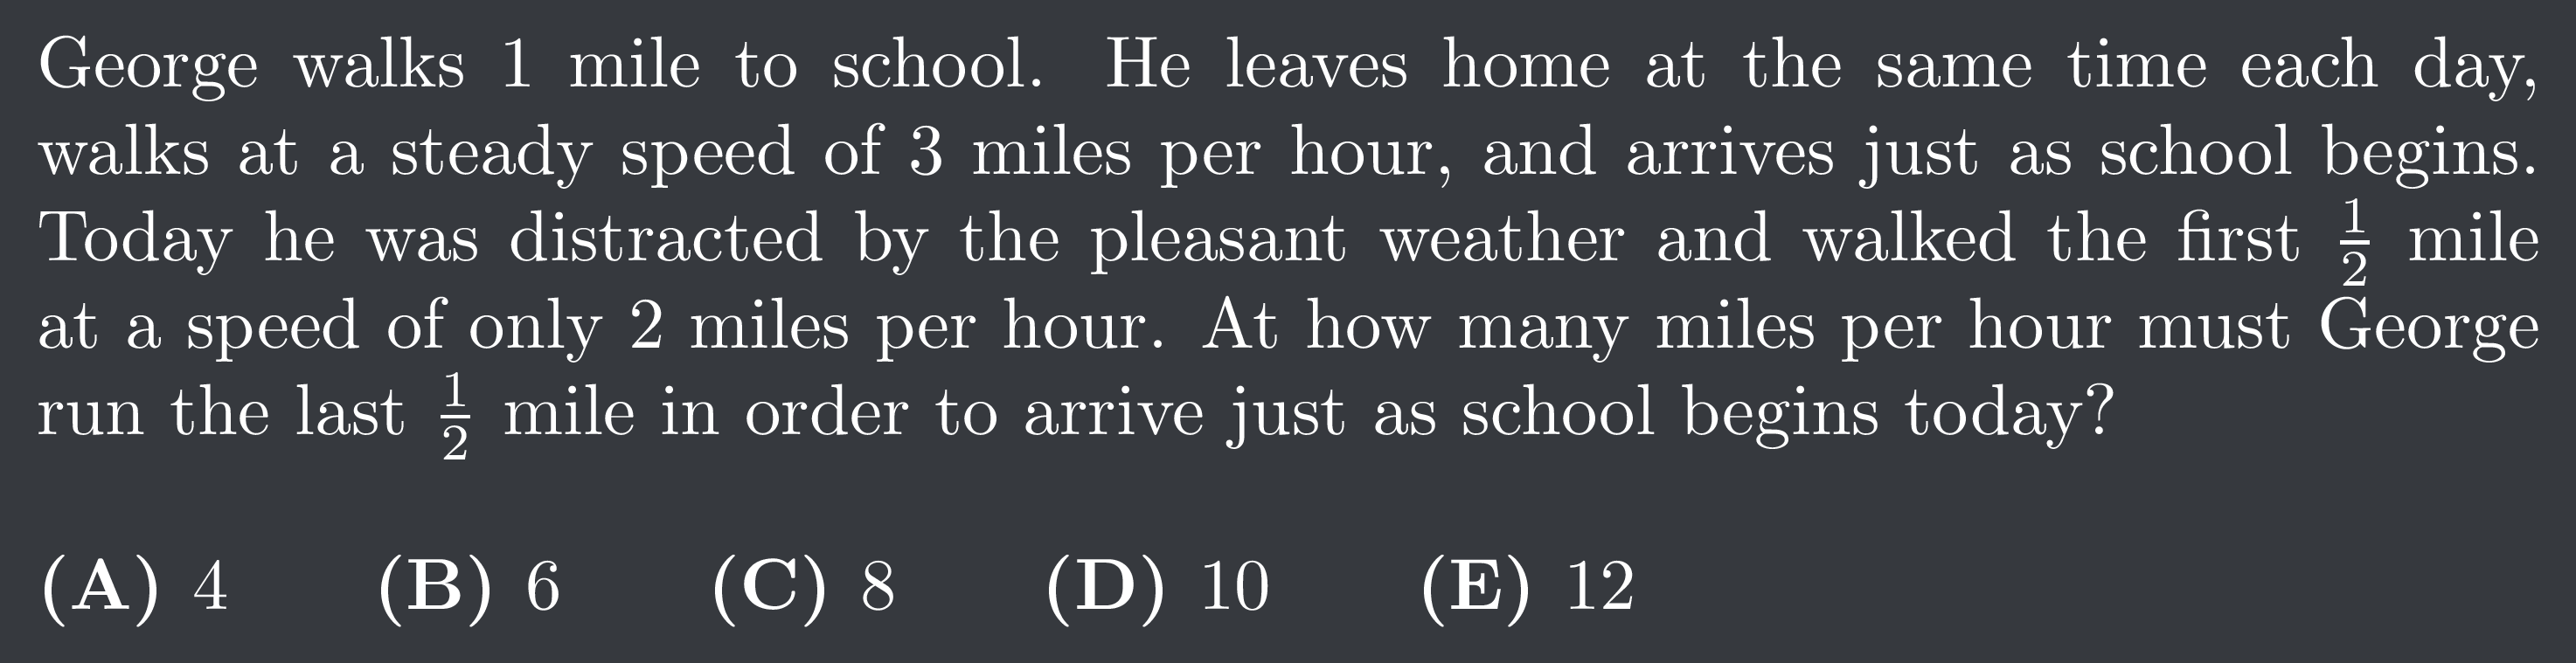 George walks 1 mile to school. He leaves home at the same time each day,
walks at a steady speed of 3 miles per hour, and arrives just as school begins.
Today he was distracted by the pleasant weather and walked the first $\frac{1}{2}$ mile
at a speed of only 2 miles per hour. At how many miles per hour must George
run the last $\frac{1}{2}$ mile in order to arrive just as school begins today?
(A) 4 (B) 6 (C) 8 (D) 10 (E) 12